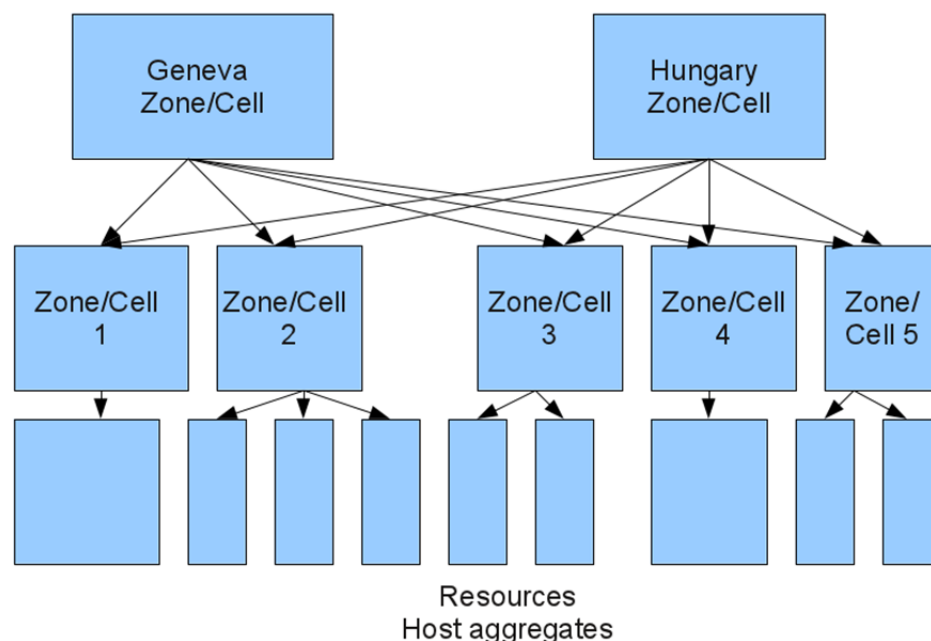 Geneva
Zone/Cell
Hungary
Zone/Cell
Zone/Cell
1
Zone/Cell
2
Zone/Cell
3
Zone/Cell
4
Zone/
Cell 5
Resources
Host aggregates